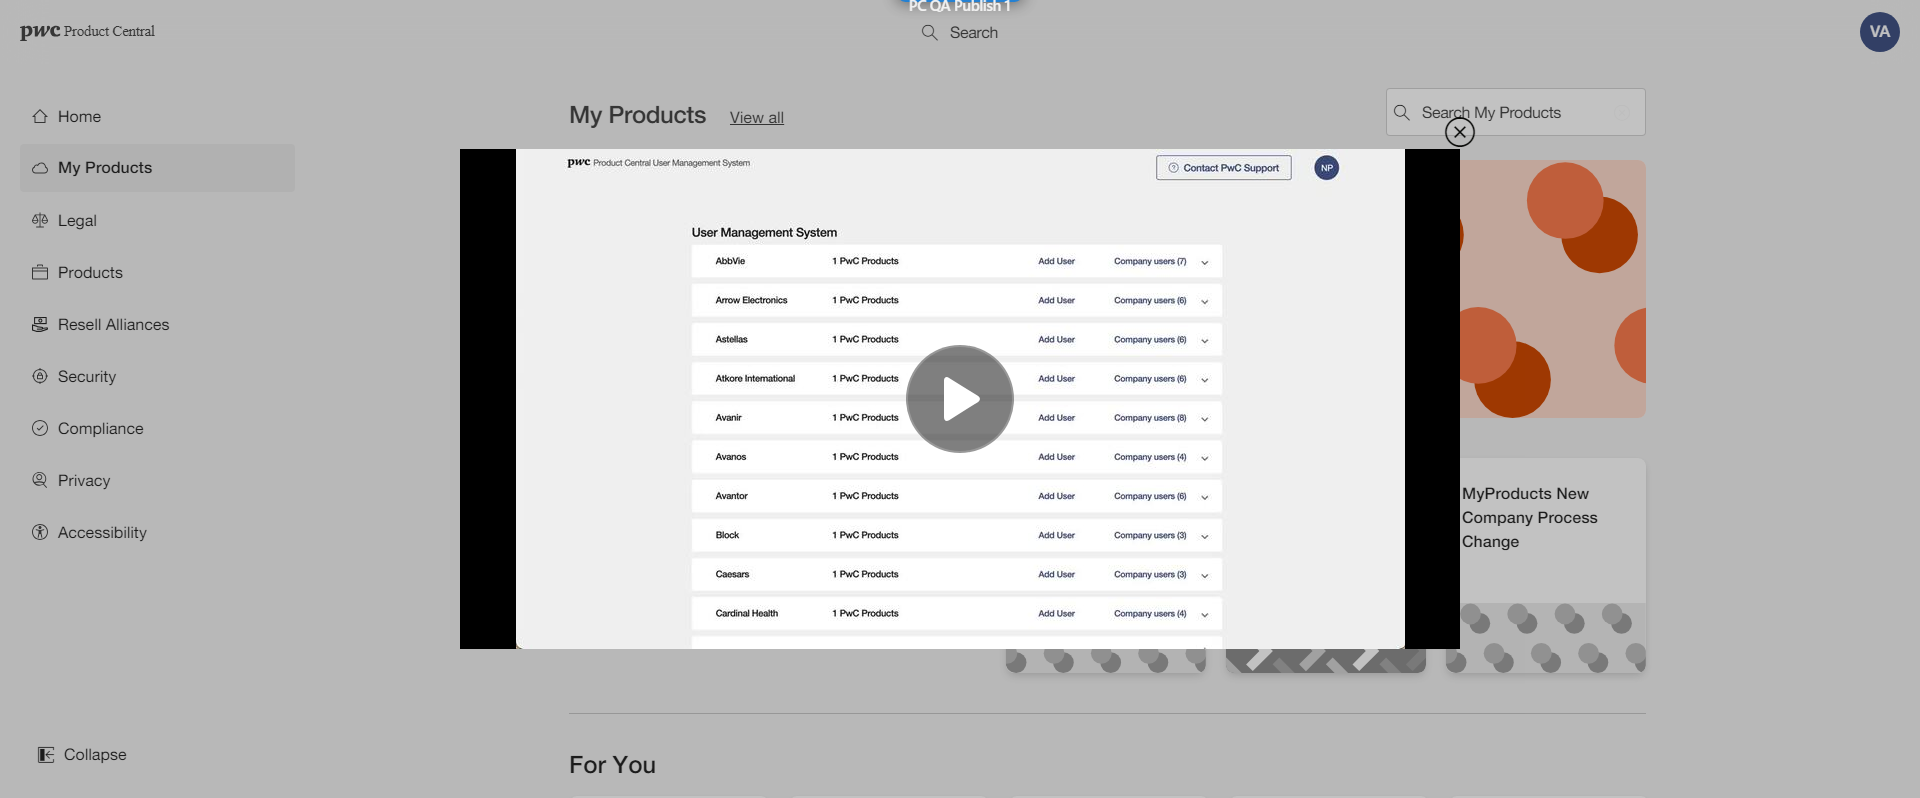 PC QA Publish 1
pwc Product Central
Search
VA
Home
My Products
Legal
Products
Resell Alliances
Security
Compliance
Privacy
Accessibility
Collapse
My Products View all
Search My Products
pwc Product Central User Management System
Contact PwC Support
NP
User Management System
AbbVie 1 PwC Products Add User Company users (7)
Arrow Electronics 1 PwC Products Add User Company users (6)
Astellas 1 PwC Products Add User Company users (6)
Atkore International 1 PwC Products Add User Company users (6)
Avanir 1 PwC Products Add User Company users (8)
Avanos 1 PwC Products Add User Company users (4)
Avantor 1 PwC Products Add User Company users (6)
Block 1 PwC Products Add User Company users (3)
Caesars 1 PwC Products Add User Company users (3)
Cardinal Health 1 PwC Products Add User Company users (4)
MyProducts New
Company Process
Change
For You